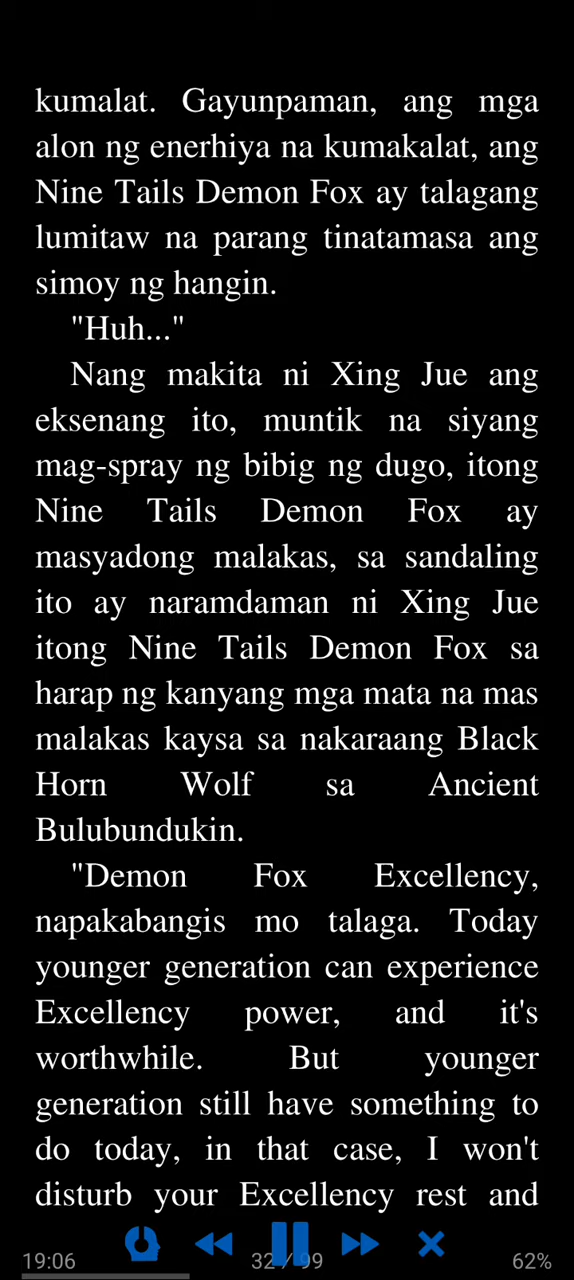 kumalat. Gayunpaman, ang mga
alon ng enerhiya na kumakalat, ang
Nine Tails Demon Fox ay talagang
lumitaw na parang tinatamasa ang
simoy ng hangin.
"Huh..."
Nang makita ni Xing Jue ang
eksenang ito, muntik na siyang
mag-spray ng bibig ng dugo, itong
Nine Tails Demon Fox ay
masyadong malakas, sa sandaling
ito ay naramdaman ni Xing Jue
itong Nine Tails Demon Fox sa
harap ng kanyang mga mata na mas
malakas kaysa sa nakaraang Black
Horn Wolf sa Ancient
Bulubundukin.
"Demon Fox Excellency,
napakabangis mo talaga. Today
younger generation can experience
Excellency power, and it's
worthwhile. But younger
generation still have something to
do today, in that case, I won't
disturb your Excellency rest and
19:06 32 / 99 62%